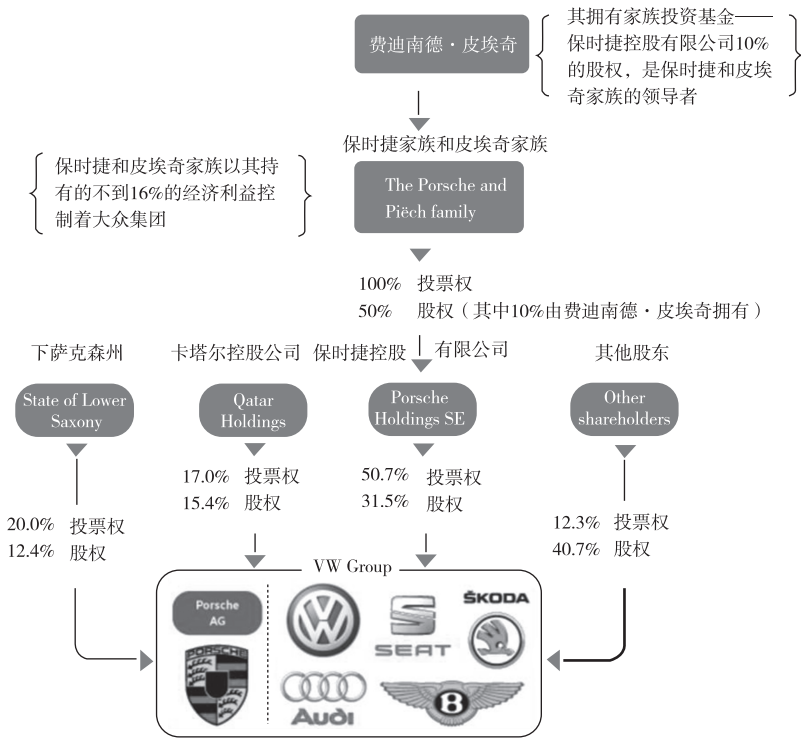 费迪南德·皮埃奇
其拥有家族投资基金——
保时捷控股有限公司10%
的股权，是保时捷和皮埃
奇家族的领导者
保时捷家族和皮埃奇家族
保时捷和皮埃奇家族以其持
有的不到16%的经济利益控
制着大众集团
The Porsche and
Piëch family
100% 投票权
50% 股权（其中10%由费迪南德·皮埃奇拥有）
下萨克森州
卡塔尔控股公司
保时捷控股 有限公司
其他股东
State of Lower
Saxony
Qatar
Holdings
Porsche
Holdings SE
Other
shareholders
17.0% 投票权
15.4% 股权
50.7% 投票权
31.5% 股权
20.0% 投票权
12.4% 股权
12.3% 投票权
40.7% 股权
VW Group
Porsche
AG
PORSCHE
SEAT
ŠKODA
Audi
B